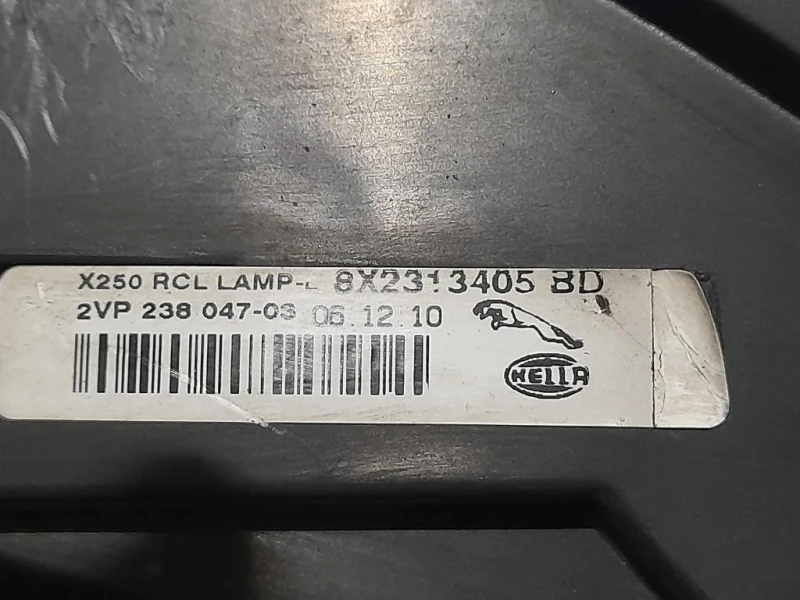 X250 RCL LAMP-L 8X2313405 BD
2VP 238 047-03 06.12.10
HELLA